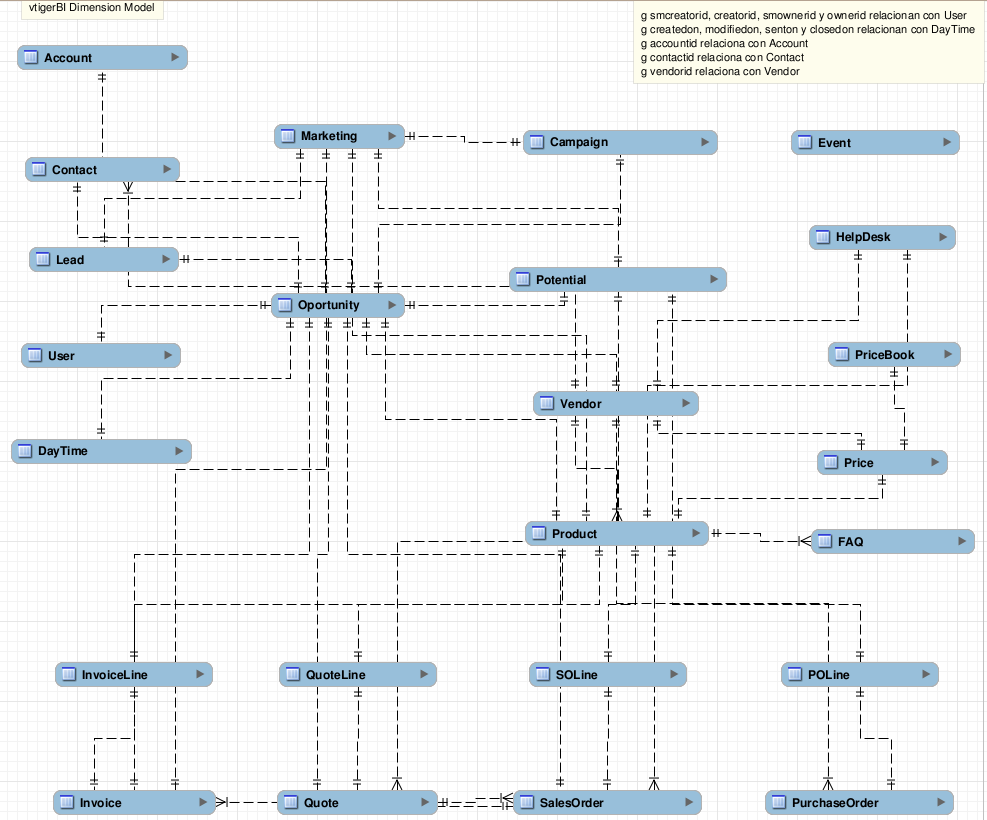 vtigerBI Dimension Model
g smcreatorid, creatorid, smownerid y ownerid relacionan con User
g createdon, modifiedon, senton y closedon relacionan con DayTime
g accountid relaciona con Account
g contactid relaciona con Contact
g vendorid relaciona con Vendor
Account
Marketing
Campaign
Event
Contact
HelpDesk
Lead
Potential
Oportunity
User
PriceBook
Vendor
DayTime
Price
Product
FAQ
InvoiceLine
QuoteLine
SOLine
POLine
Invoice
Quote
SalesOrder
PurchaseOrder